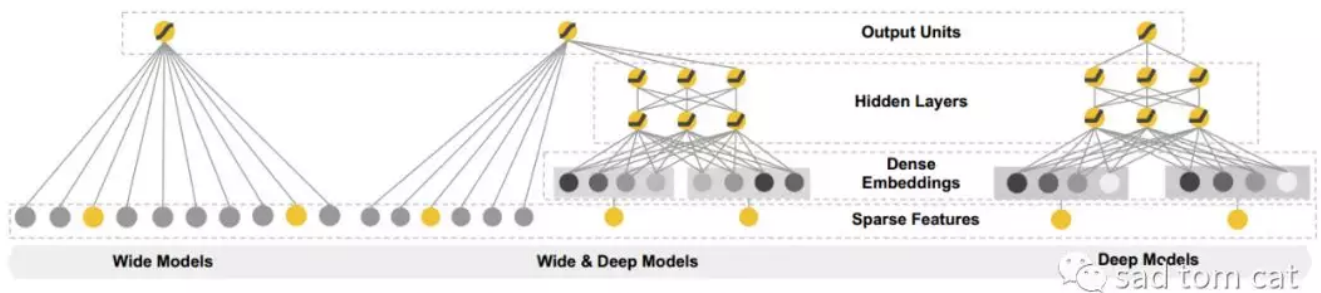 Output Units
Hidden Layers
Dense
Embeddings
Sparse Features
Wide Models
Wide & Deep Models
Deep Models
sad tom cat